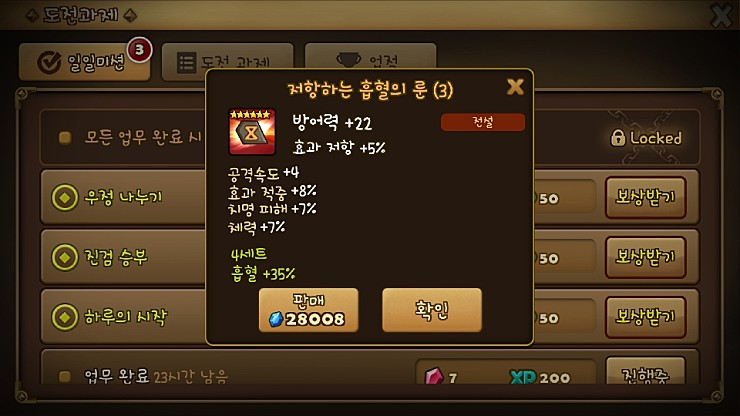 도전과제
일일미션
3
도전 과제
업적
저항하는 흡혈의 룬 (3)
방어력 +22
전설
효과 저항 +5%
공격속도 +4
효과 적중 +8%
치명 피해 +7%
체력 +7%
4세트
흡혈 +35%
판매
28008
확인
모든 업무 완료 시
Locked
우정 나누기
50
보상받기
진검 승부
50
보상받기
하루의 시작
50
보상받기
업무 완료 23시간 남음
7
XP 200
진행중